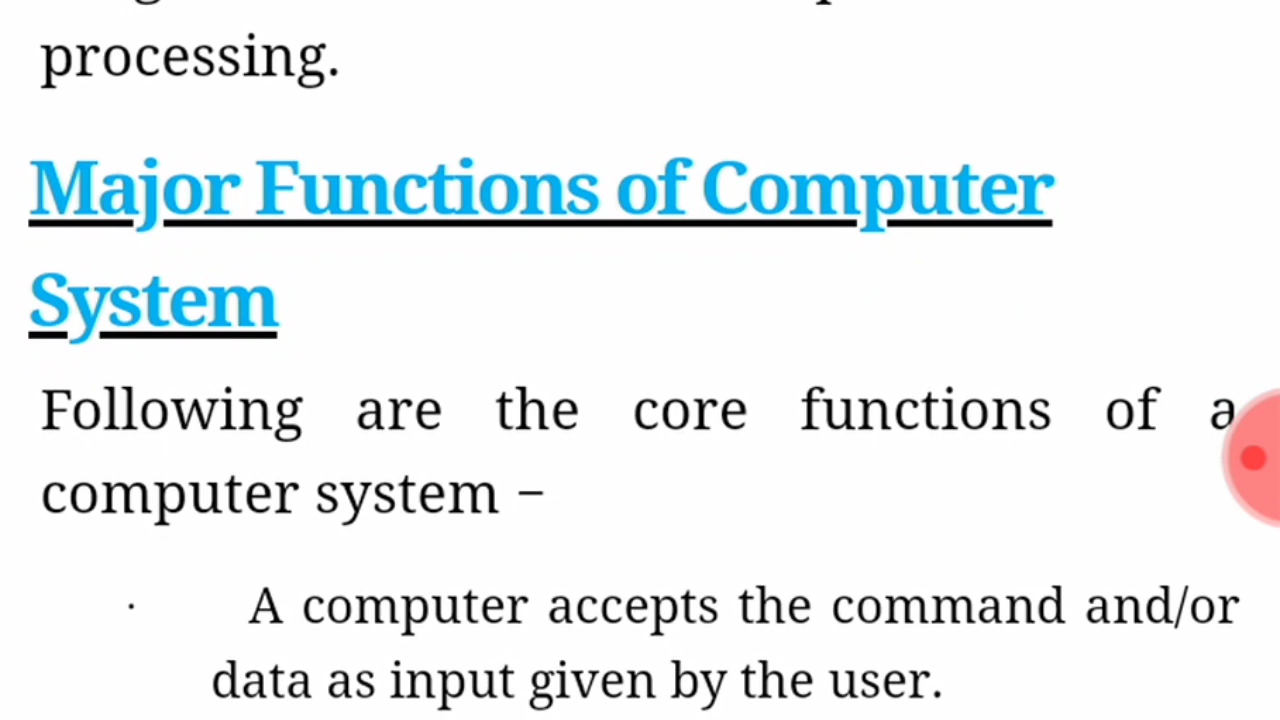 processing.
Major Functions of Computer
System
Following are the core functions of a
computer system −
· A computer accepts the command and/or
data as input given by the user.